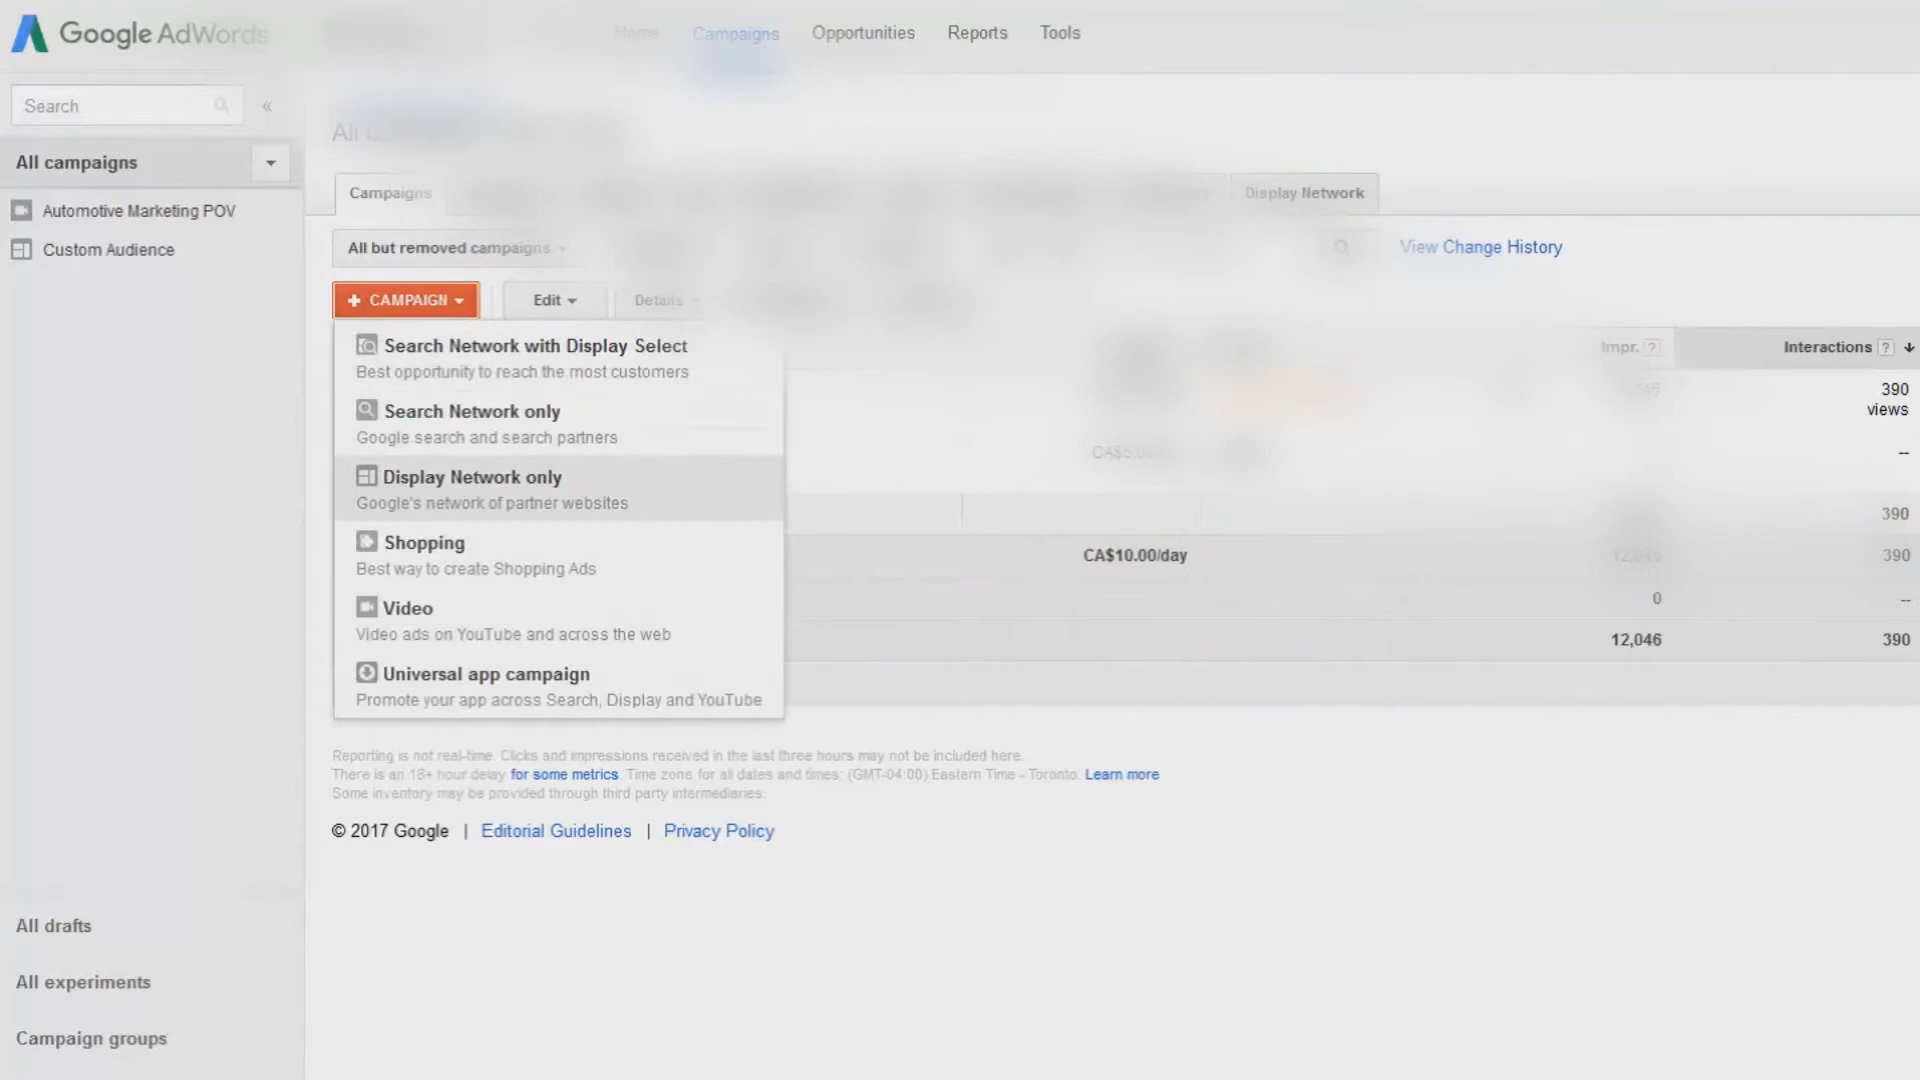 Google AdWords
Home
Campaigns
Opportunities
Reports
Tools
Search
«
All campaigns
Automotive Marketing POV
Custom Audience
All
Campaigns
Display Network
All but removed campaigns
View Change History
+ CAMPAIGN
Edit
Details
Search Network with Display Select
Best opportunity to reach the most customers
Search Network only
Google search and search partners
Display Network only
Google's network of partner websites
Shopping
Best way to create Shopping Ads
Video
Video ads on YouTube and across the web
Universal app campaign
Promote your app across Search, Display and YouTube
Impr. ?
Interactions ? ↓
390
views
--
390
CA$10.00/day
12,046
390
0
--
12,046
390
Reporting is not real-time. Clicks and impressions received in the last three hours may not be included here.
There is an 18+ hour delay for some metrics. Time zone for all dates and times: (GMT-04:00) Eastern Time - Toronto. Learn more
Some inventory may be provided through third party intermediaries.
© 2017 Google | Editorial Guidelines | Privacy Policy
All drafts
All experiments
Campaign groups